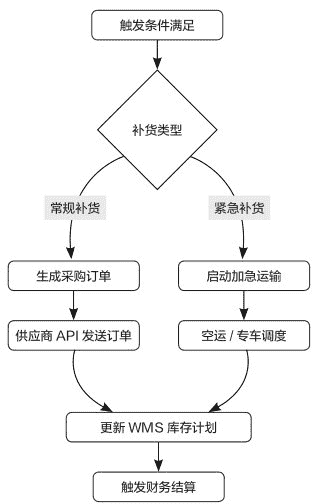 触发条件满足
补货类型
常规补货
紧急补货
生成采购订单
启动加急运输
供应商 API 发送订单
空运 / 专车调度
更新 WMS 库存计划
触发财务结算